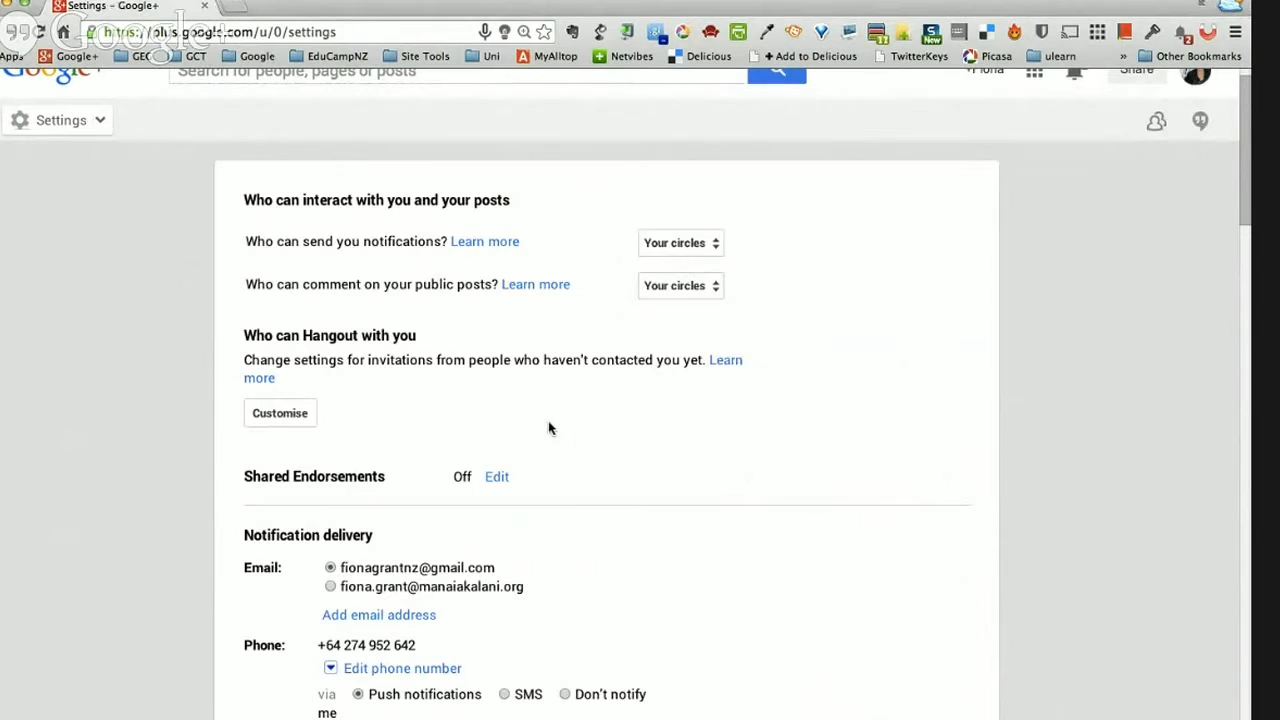 Settings - Google+
https://plus.google.com/u/0/settings
Google+
Apps Google+ GEG GCT Google EduCampNZ Site Tools Uni MyAlltop Netvibes Delicious + Add to Delicious TwitterKeys Picasa ulearn » Other Bookmarks
Google+ Search for people, pages or posts +Fiona Share
Settings
Who can interact with you and your posts
Who can send you notifications? Learn more Your circles
Who can comment on your public posts? Learn more Your circles
Who can Hangout with you
Change settings for invitations from people who haven't contacted you yet. Learn
more
Customise
Shared Endorsements Off Edit
Notification delivery
Email: fionagrantnz@gmail.com
fiona.grant@manaiakalani.org
Add email address
Phone: +64 274 952 642
Edit phone number
via Push notifications SMS Don't notify
me